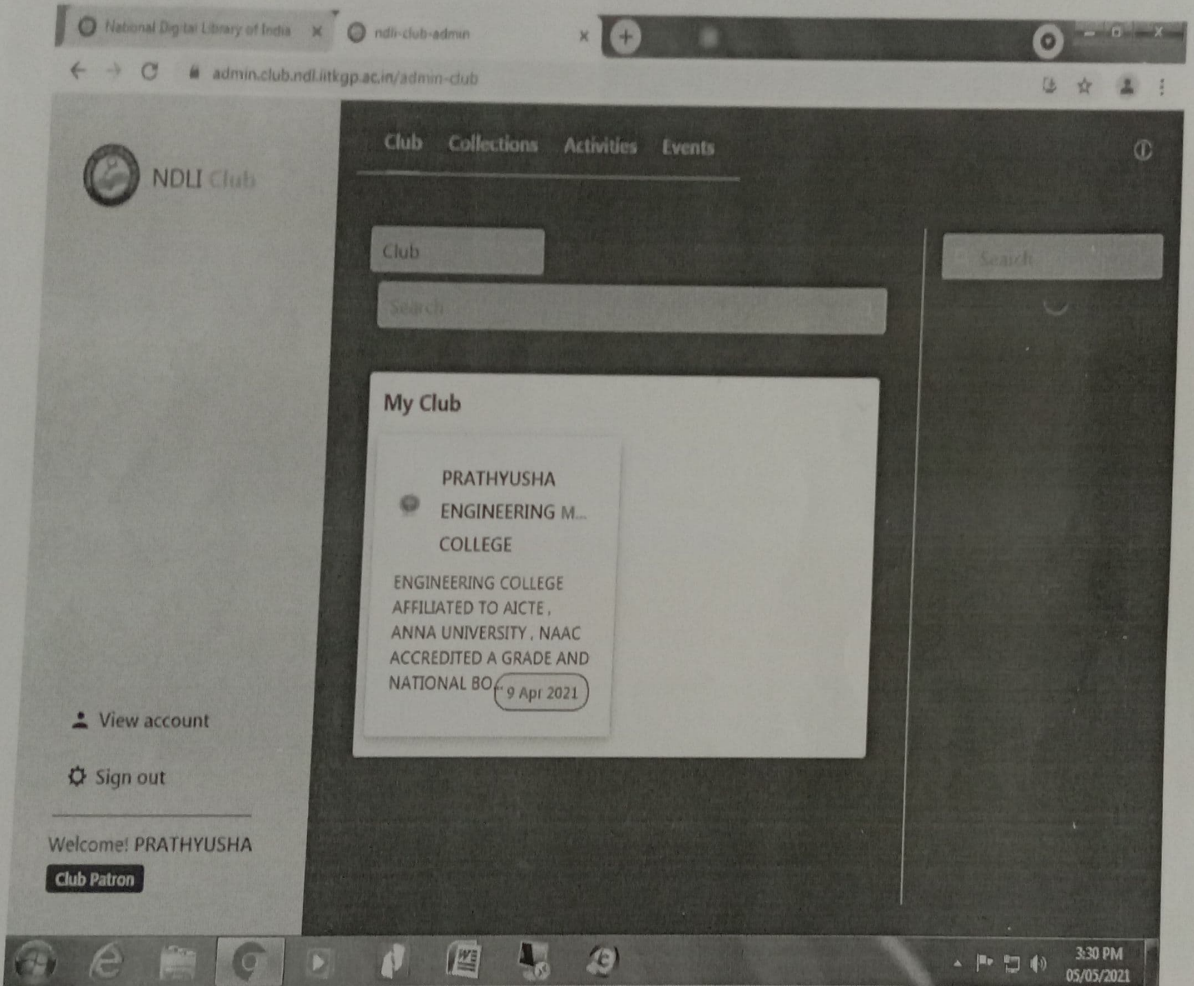 National Digital Library of India
ndli-club-admin
admin.club.ndl.iitkgp.ac.in/admin-club
NDLI Club
Club Collections Activities Events
Club
Search
Search
My Club
PRATHYUSHA
ENGINEERING M...
COLLEGE
ENGINEERING COLLEGE
AFFILIATED TO AICTE ,
ANNA UNIVERSITY , NAAC
ACCREDITED A GRADE AND
NATIONAL BO...
9 Apr 2021
View account
Sign out
Welcome! PRATHYUSHA
Club Patron
3:30 PM
05/05/2021